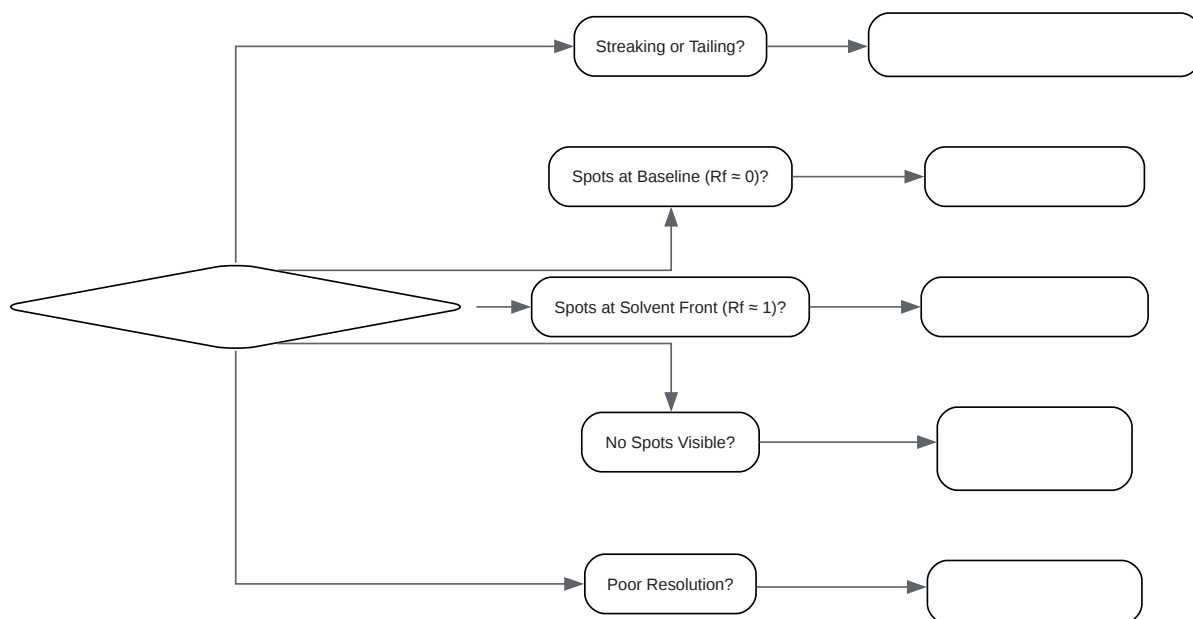 Streaking or Tailing?
Spots at Baseline (Rf ≈ 0)?
Spots at Solvent Front (Rf ≈ 1)?
No Spots Visible?
Poor Resolution?